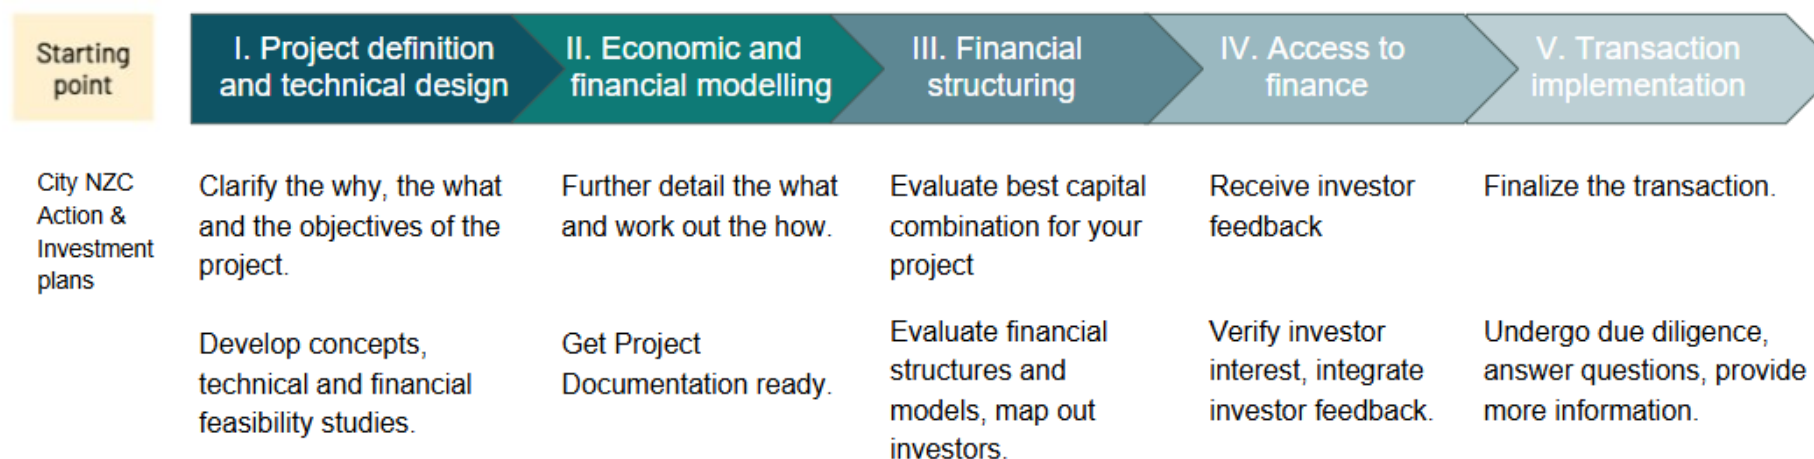 Starting
point
I. Project definition
and technical design
II. Economic and
financial modelling
III. Financial
structuring
IV. Access to
finance
V. Transaction
implementation
City NZC
Action &
Investment
plans
Clarify the why, the what
and the objectives of the
project.
Develop concepts,
technical and financial
feasibility studies.
Further detail the what
and work out the how.
Get Project
Documentation ready.
Evaluate best capital
combination for your
project
Evaluate financial
structures and
models, map out
investors.
Receive investor
feedback
Verify investor
interest, integrate
investor feedback.
Finalize the transaction.
Undergo due diligence,
answer questions, provide
more information.